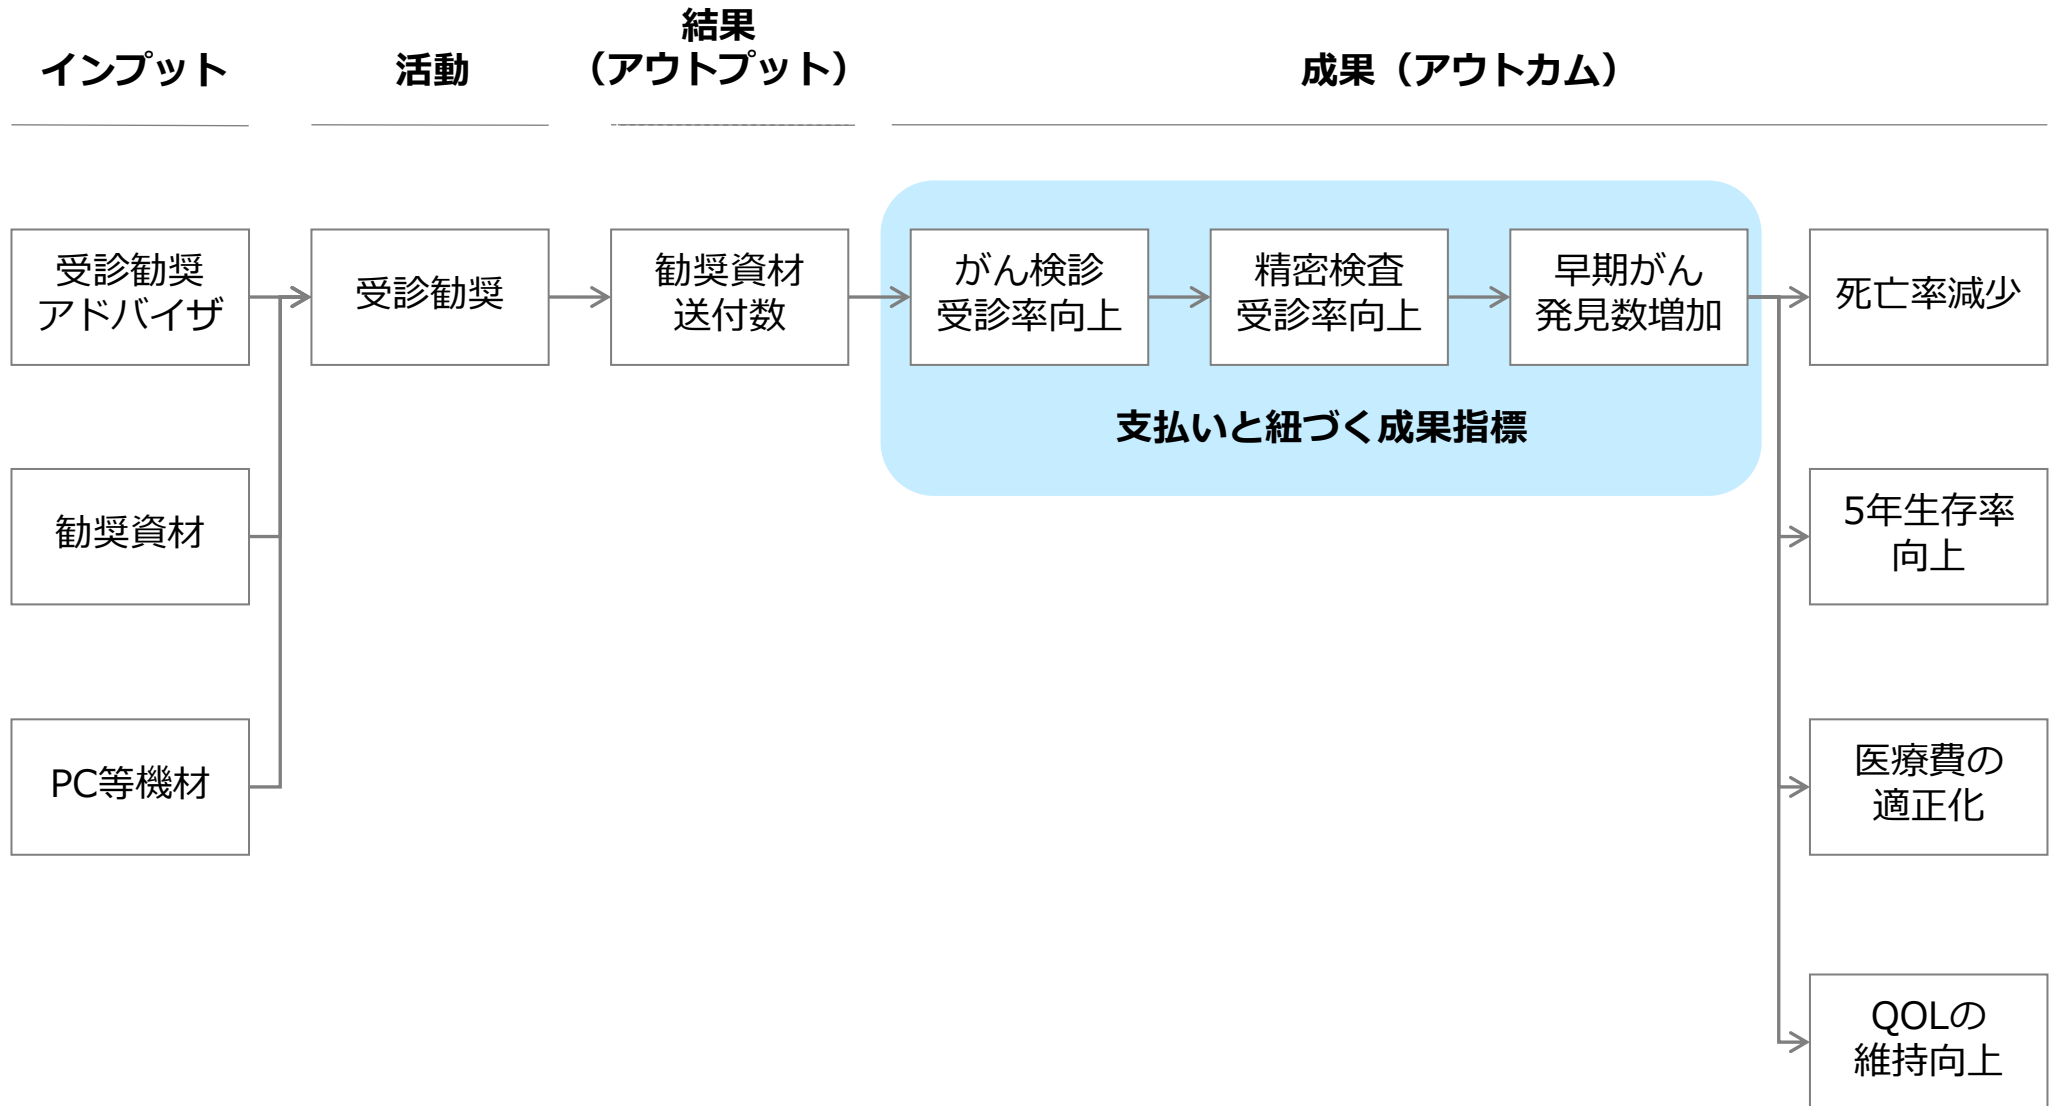 インプット
活動
結果
（アウトプット）
成果（アウトカム）
受診勧奨
アドバイザ
受診勧奨
勧奨資材
送付数
がん検診
受診率向上
精密検査
受診率向上
早期がん
発見数増加
死亡率減少
支払いと紐づく成果指標
勧奨資材
5年生存率
向上
PC等機材
医療費の
適正化
QOLの
維持向上